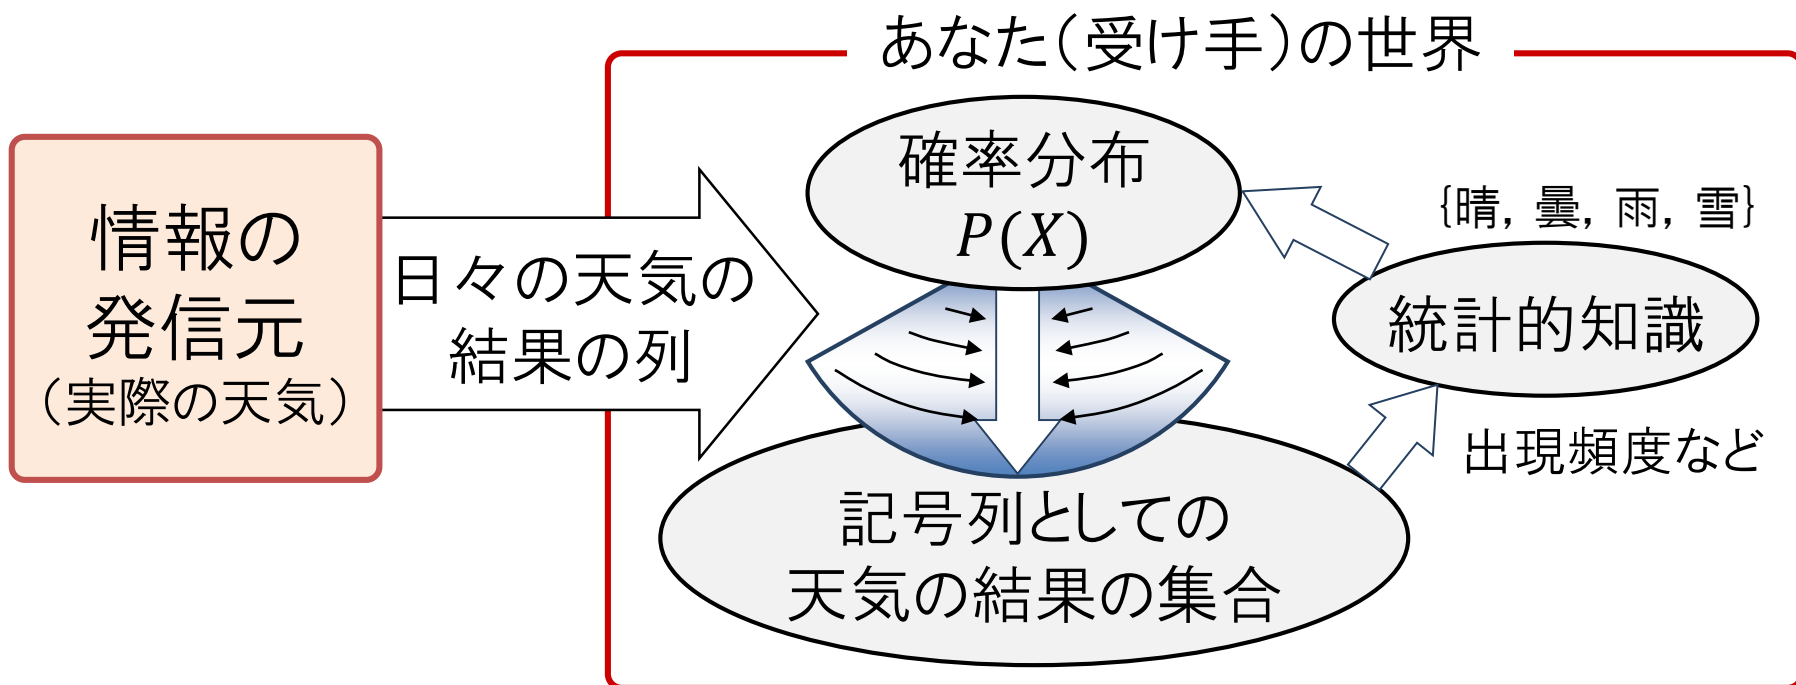 あなた（受け手）の世界
情報の
発信元
（実際の天気）
日々の天気の
結果の列
確率分布
P(X)
{晴, 曇, 雨, 雪}
統計的知識
出現頻度など
記号列としての
天気の結果の集合